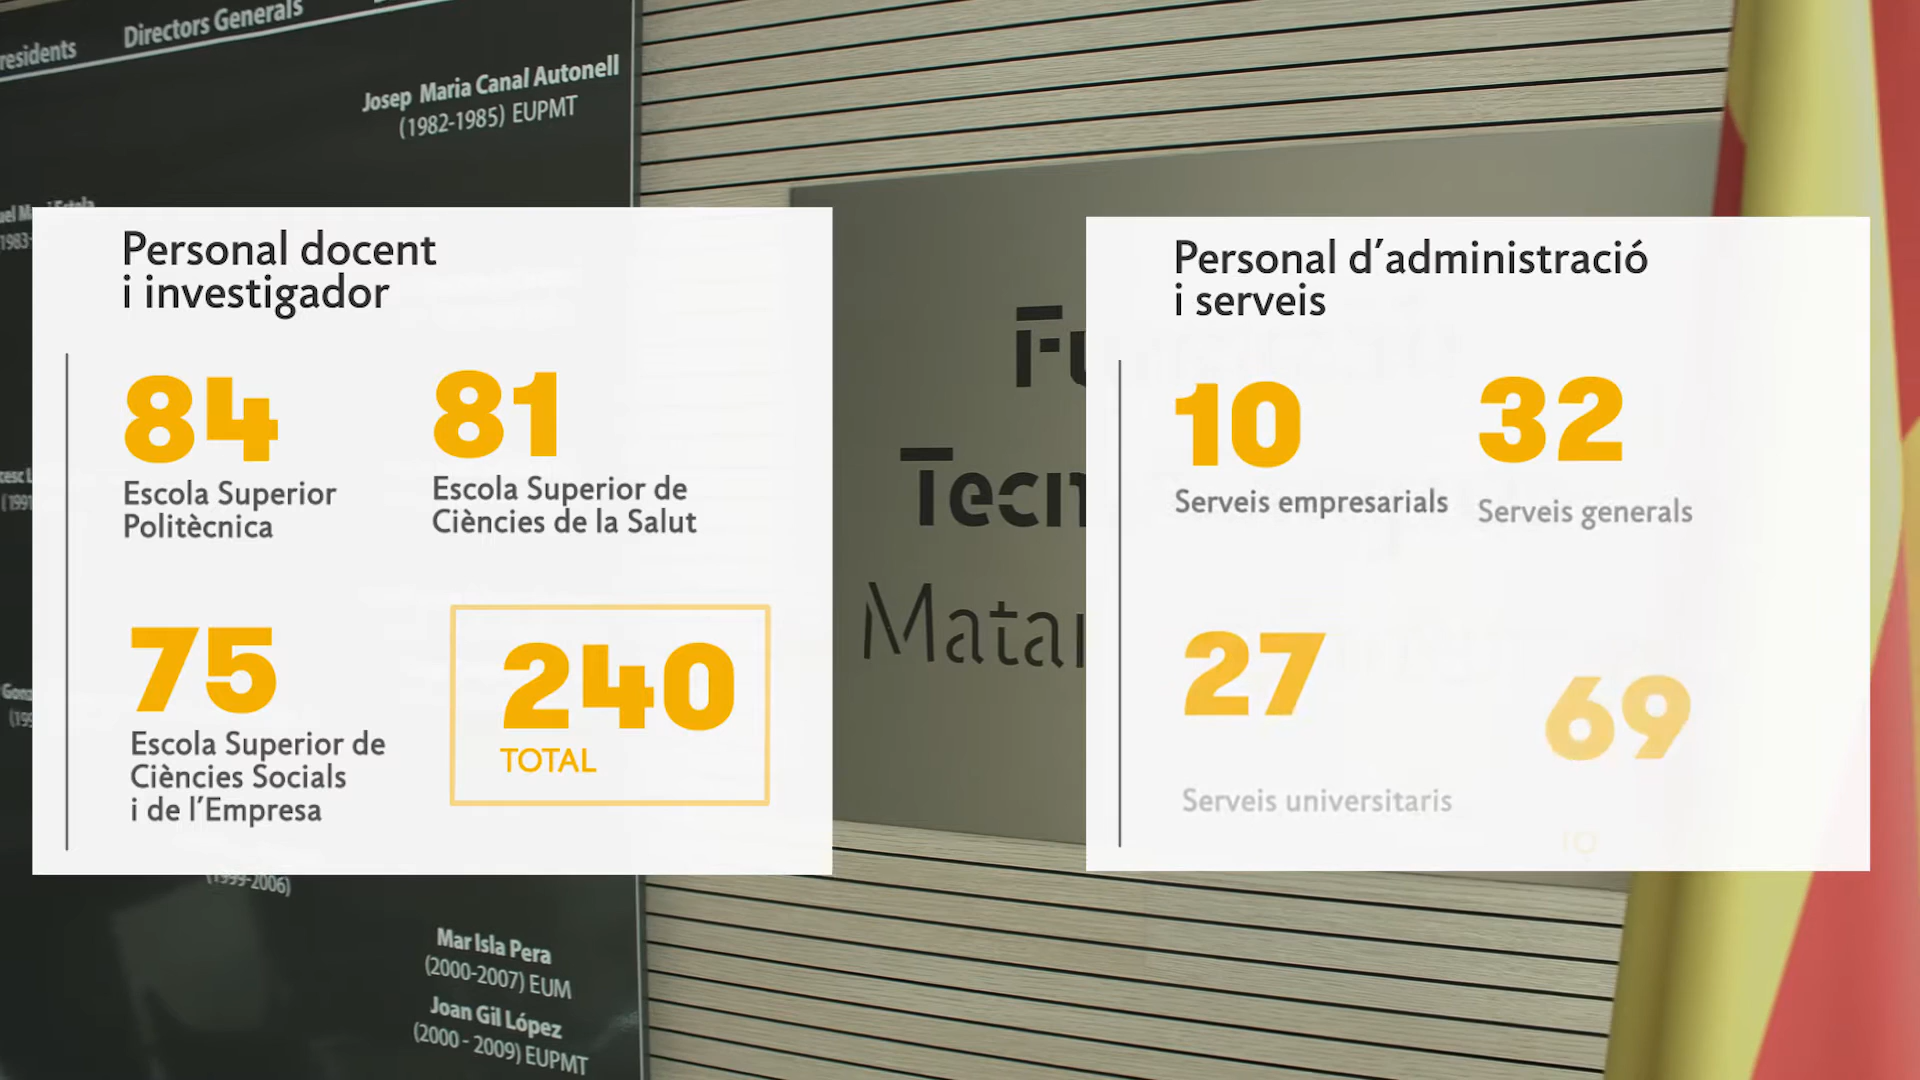 Directors Generals
Josep Maria Canal Autonell
(1982-1985) EUPMT
Personal docent
i investigador
84
Escola Superior
Politècnica
81
Escola Superior de
Ciències de la Salut
75
Escola Superior de
Ciències Socials
i de l'Empresa
240
TOTAL
Personal d'administració
i serveis
10
Serveis empresarials
32
Serveis generals
27
Serveis universitaris
69
(1999-2006)
Mar Isla Pera
(2000-2007) EUM
Joan Gil López
(2000 - 2009) EUPMT